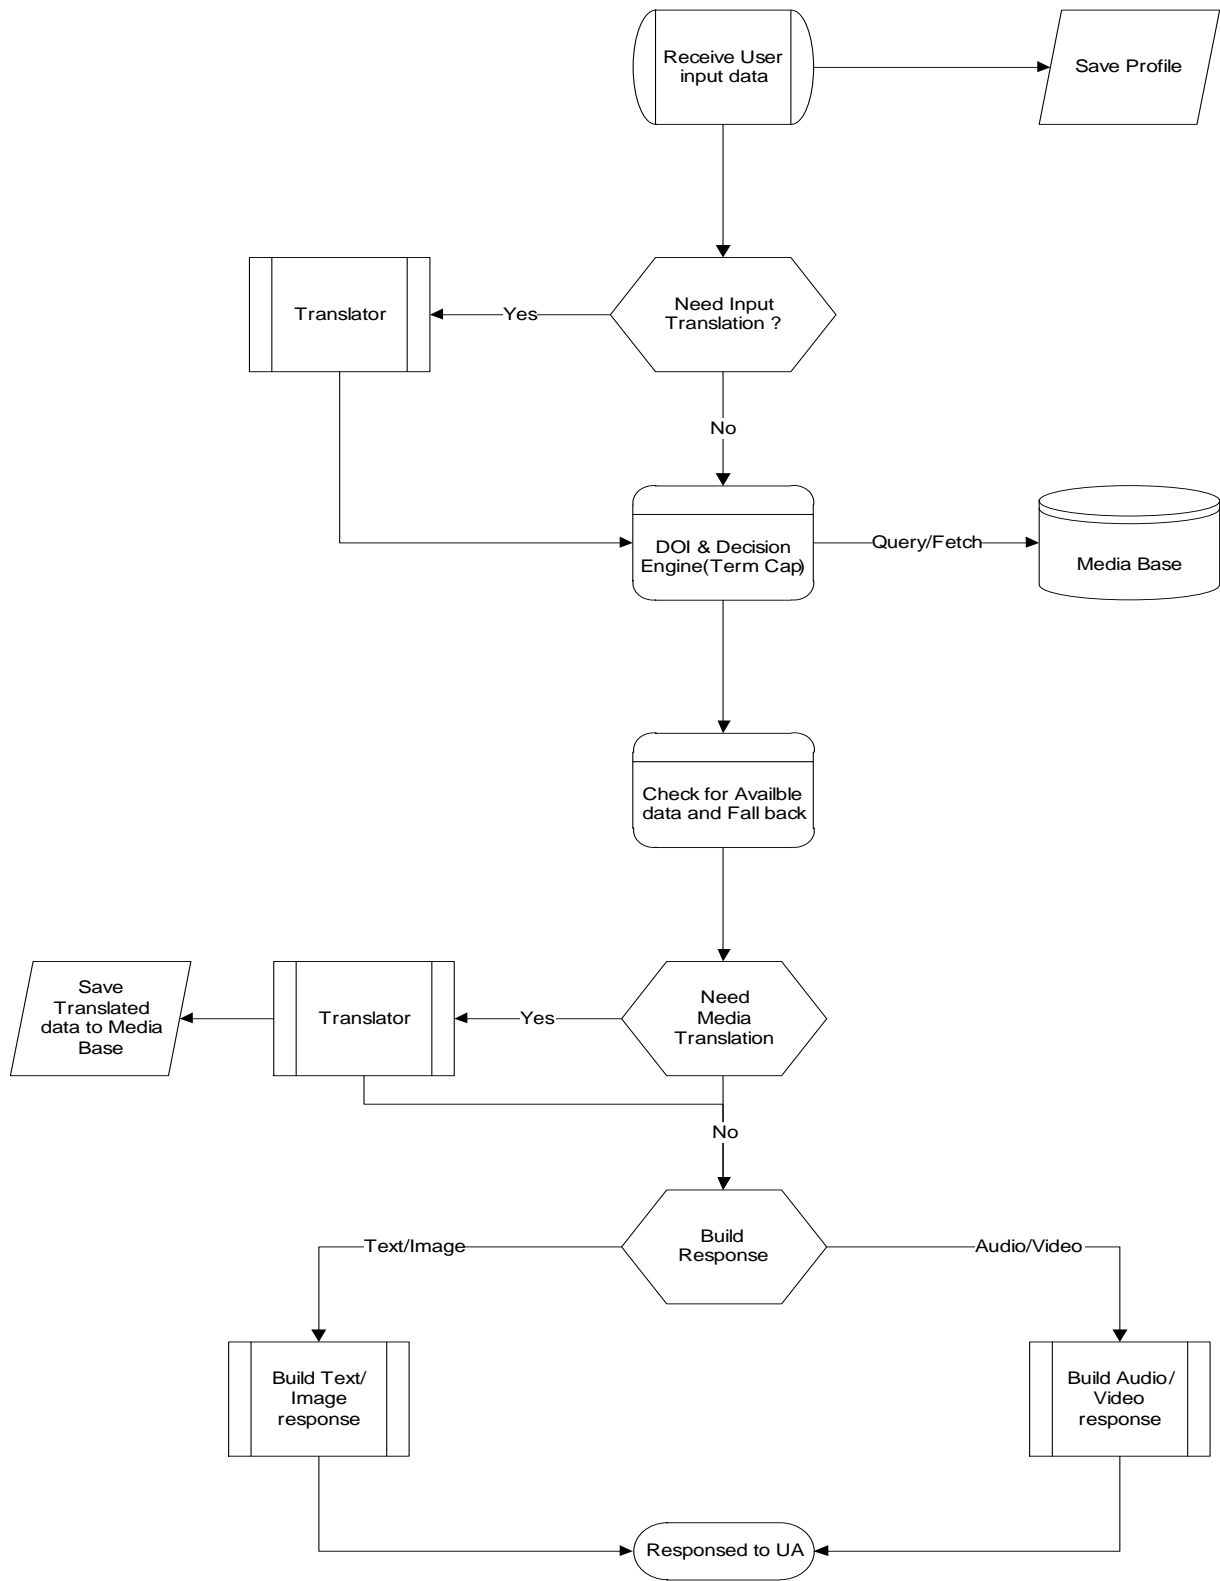 Receive User
input data
Save Profile
Translator
Yes
Need Input
Translation ?
No
DOI & Decision
Engine(Term Cap)
Query/Fetch
Media Base
Check for Availble
data and Fall back
Save
Translated
data to Media
Base
Translator
Yes
Need
Media
Translation
No
Text/Image
Build
Response
Audio/Video
Build Text/
Image
response
Build Audio/
Video
response
Responsed to UA